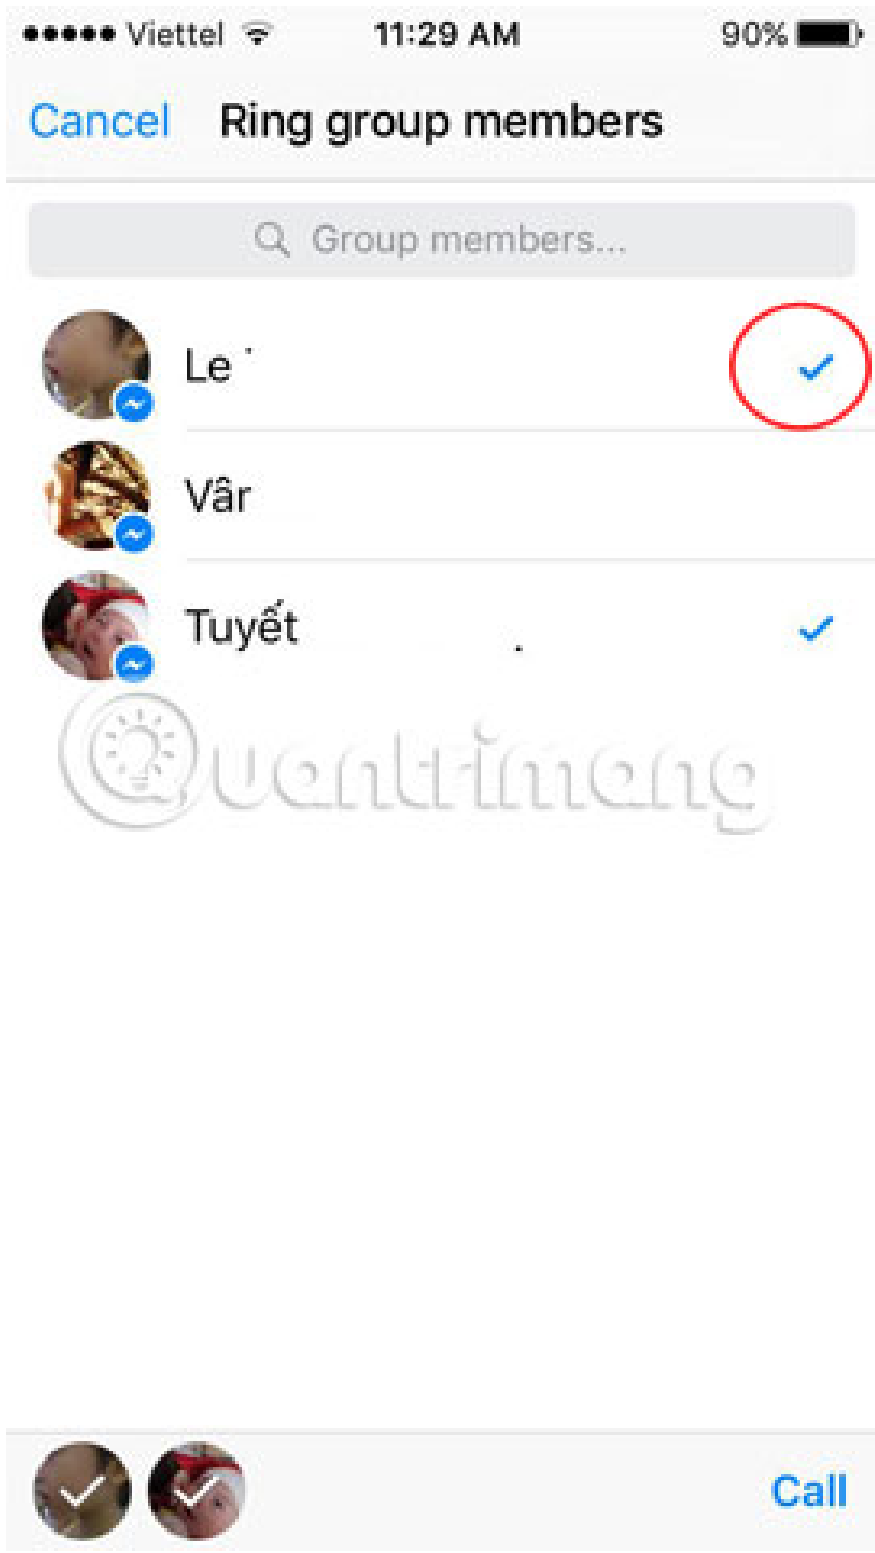 Viettel 11:29 AM 90%
Cancel Ring group members
Group members...
Le
Vâr
Tuyết
Quantrimang
Call